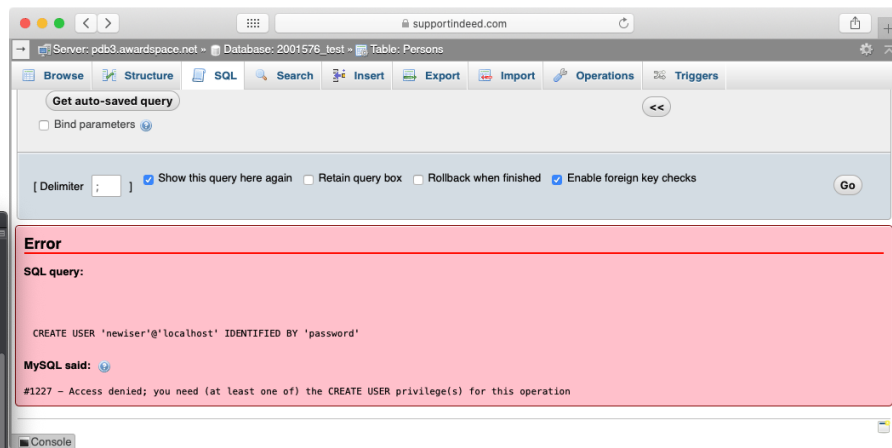 supportindeed.com
Server: pdb3.awardspace.net » Database: 2001576_test » Table: Persons
Browse Structure SQL Search Insert Export Import Operations Triggers
Get auto-saved query <<
Bind parameters
[ Delimiter ; ] Show this query here again Retain query box Rollback when finished Enable foreign key checks Go
Error
SQL query:
CREATE USER 'newiser'@'localhost' IDENTIFIED BY 'password'
MySQL said:
#1227 – Access denied; you need (at least one of) the CREATE USER privilege(s) for this operation
Console